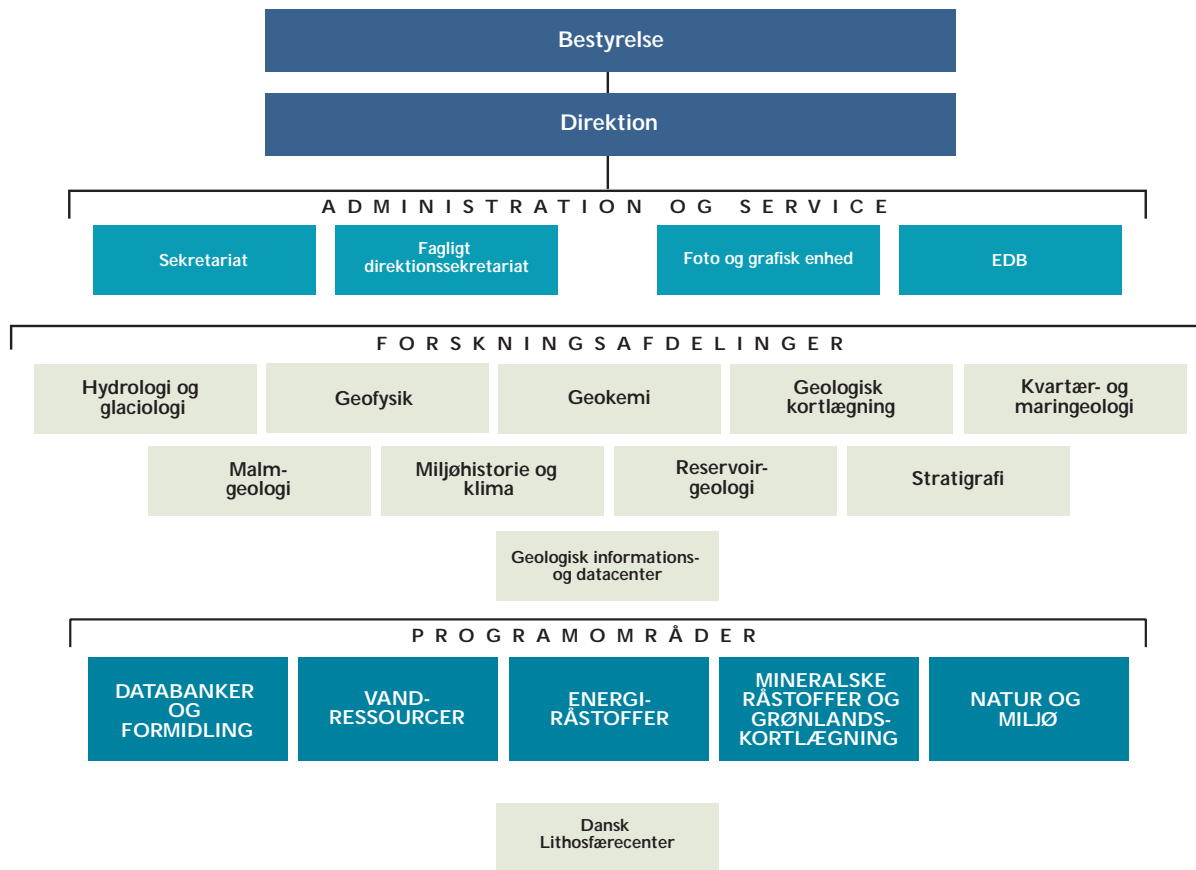 Bestyrelse
Direktion
ADMINISTRATION OG SERVICE
Sekretariat
Fagligt
direktionssekretariat
Foto og grafisk enhed
EDB
FORSKNINGSAFDELINGER
Hydrologi og
glaciologi
Geofysik
Geokemi
Geologisk
kortlægning
Kvartær- og
maringeologi
Malm-
geologi
Miljøhistorie og
klima
Reservoir-
geologi
Stratigrafi
Geologisk informations-
og datacenter
PROGRAMOMRÅDER
DATABANKER
OG
FORMIDLING
VAND-
RESSOURCER
ENERGI-
RÅSTOFFER
MINERALSKE
RÅSTOFFER OG
GRØNLANDS-
KORTLÆGNING
NATUR OG
MILJØ
Dansk
Lithosfærecenter